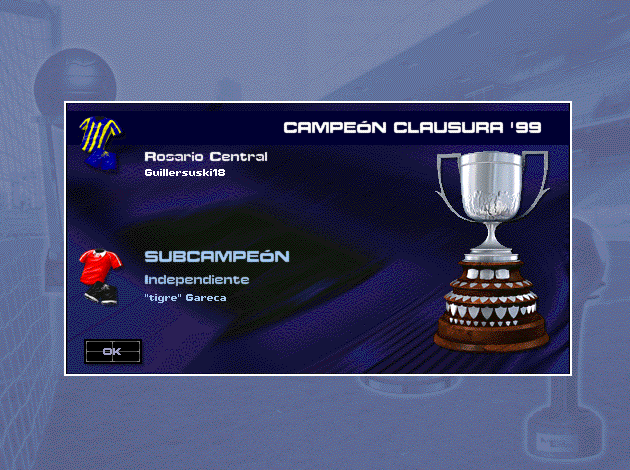 CAMPEóN CLAUSURA '99
Rosario Central
Guillersuski18
SUBCAMPEóN
Independiente
"tigre" Gareca
OK